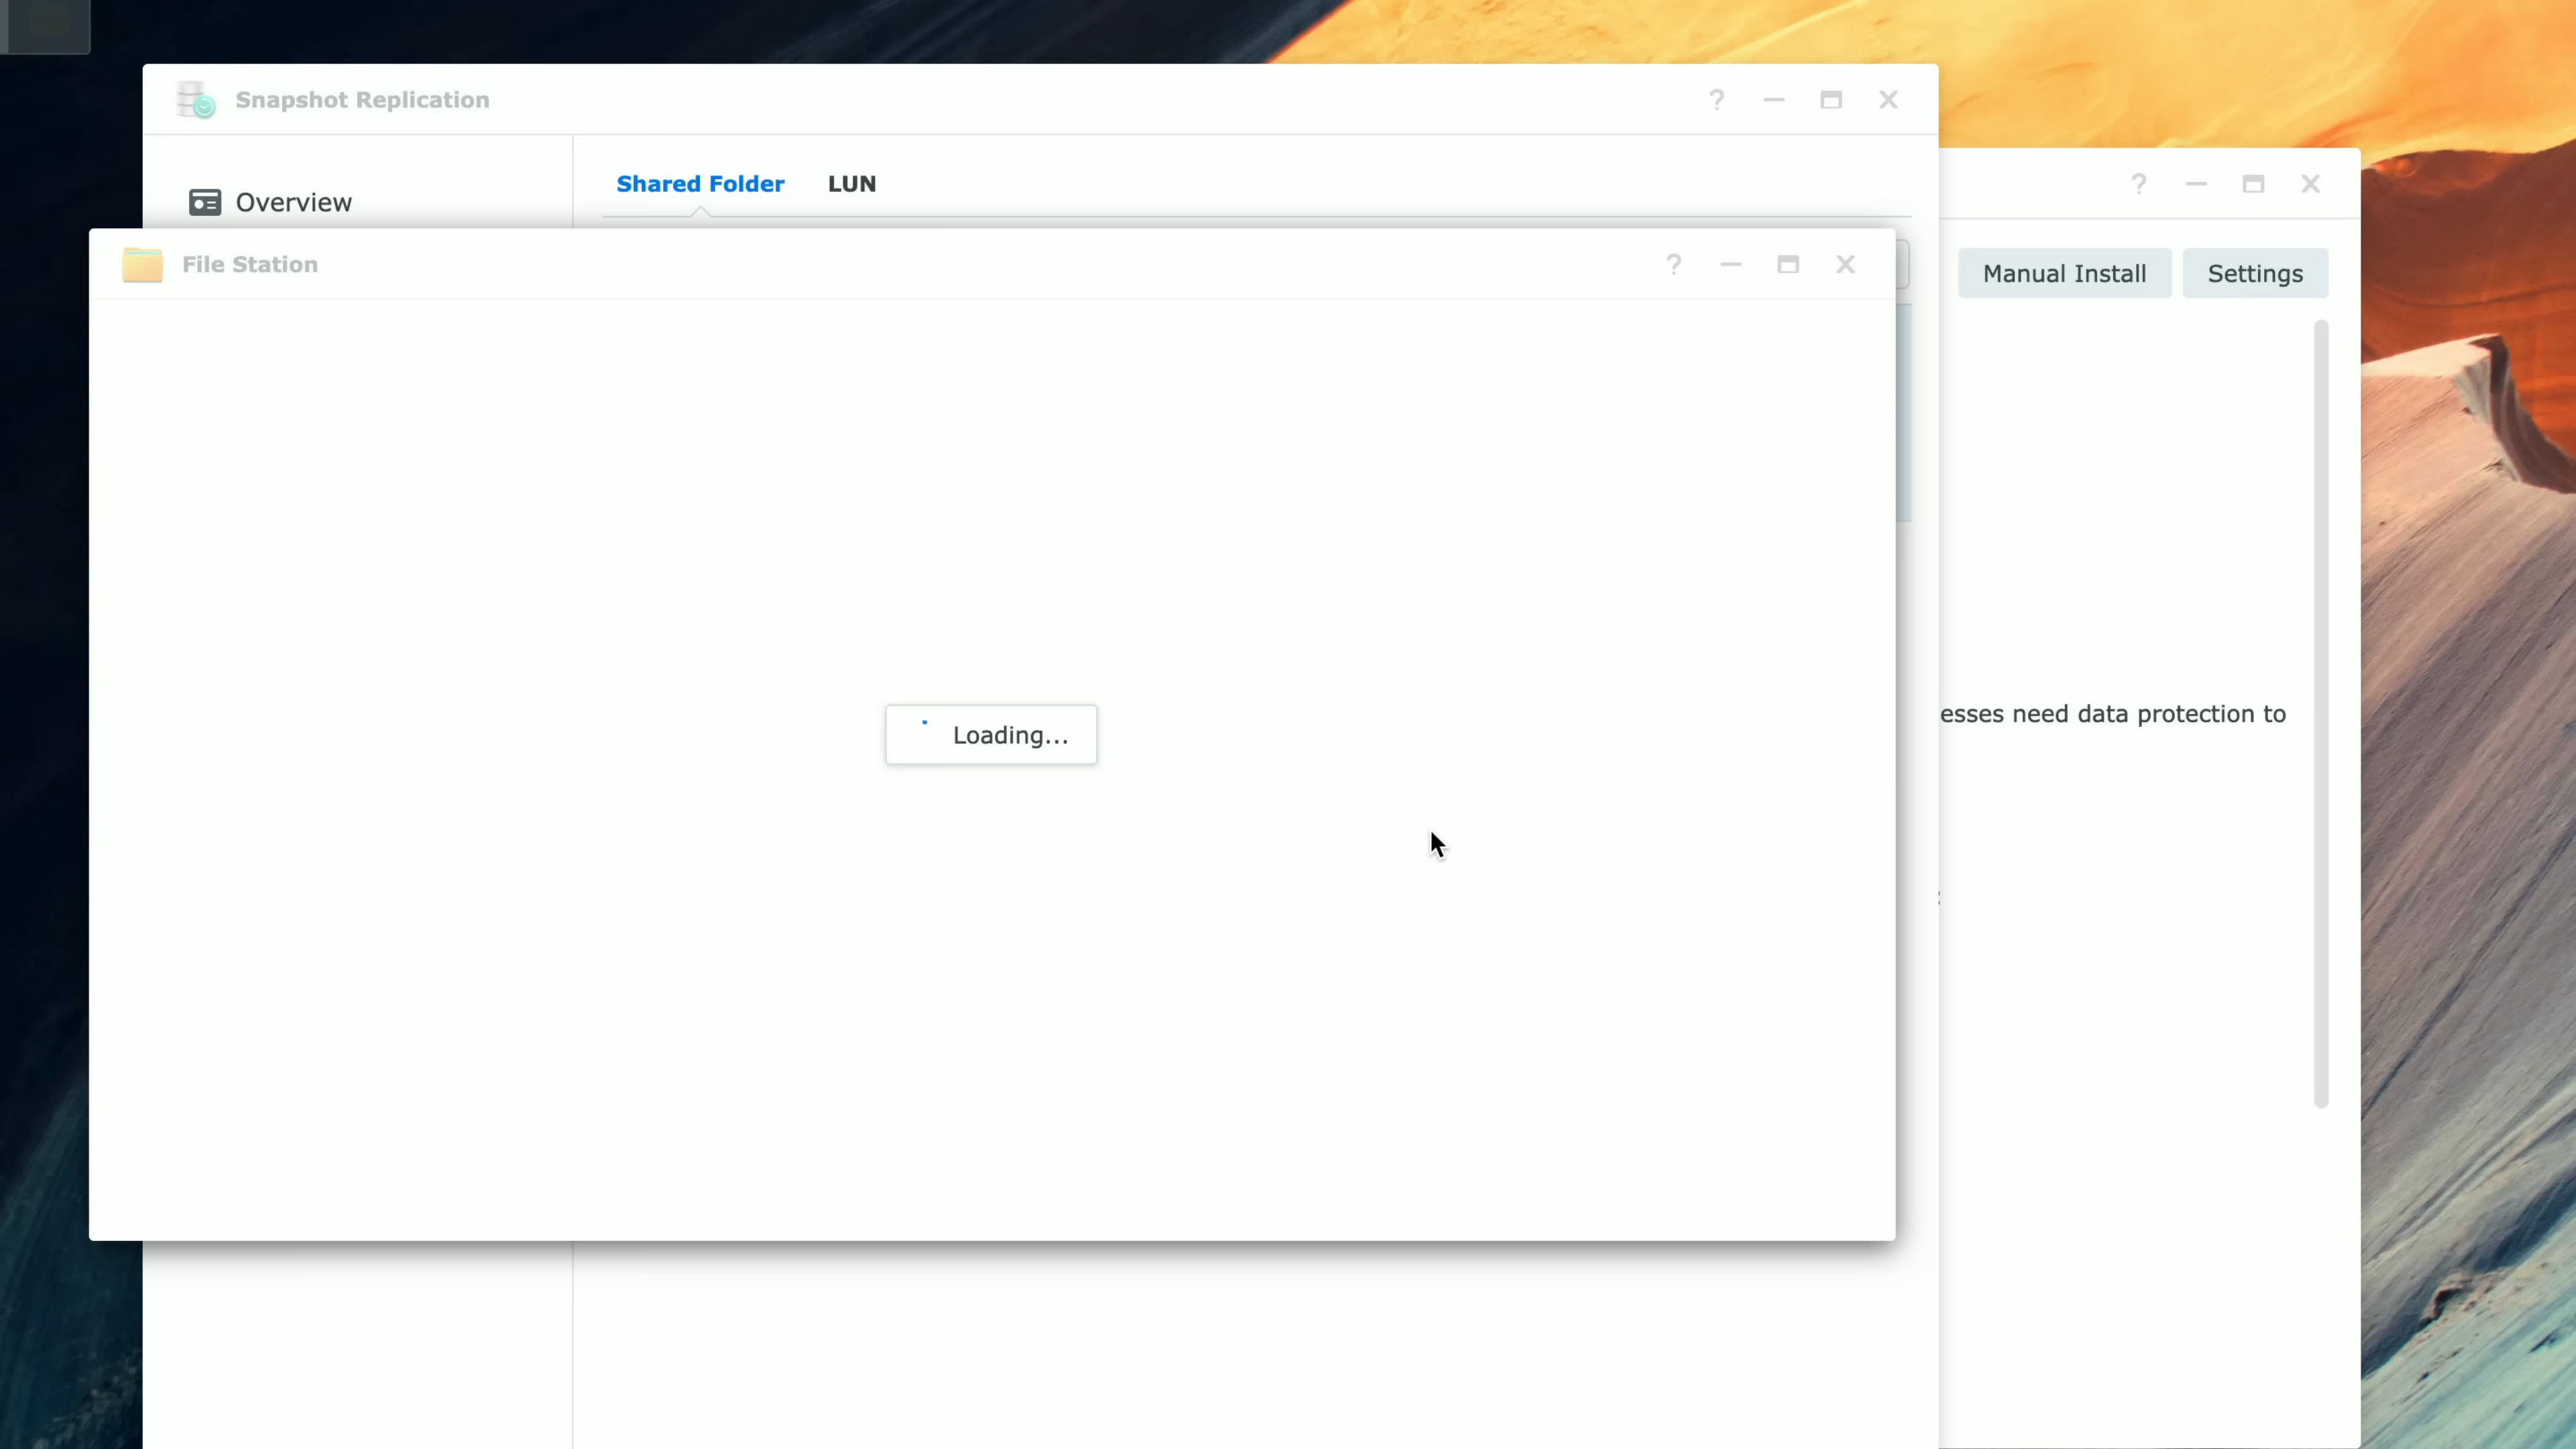 Snapshot Replication
Overview
Shared Folder LUN
File Station
Manual Install Settings
Loading...
esses need data protection to